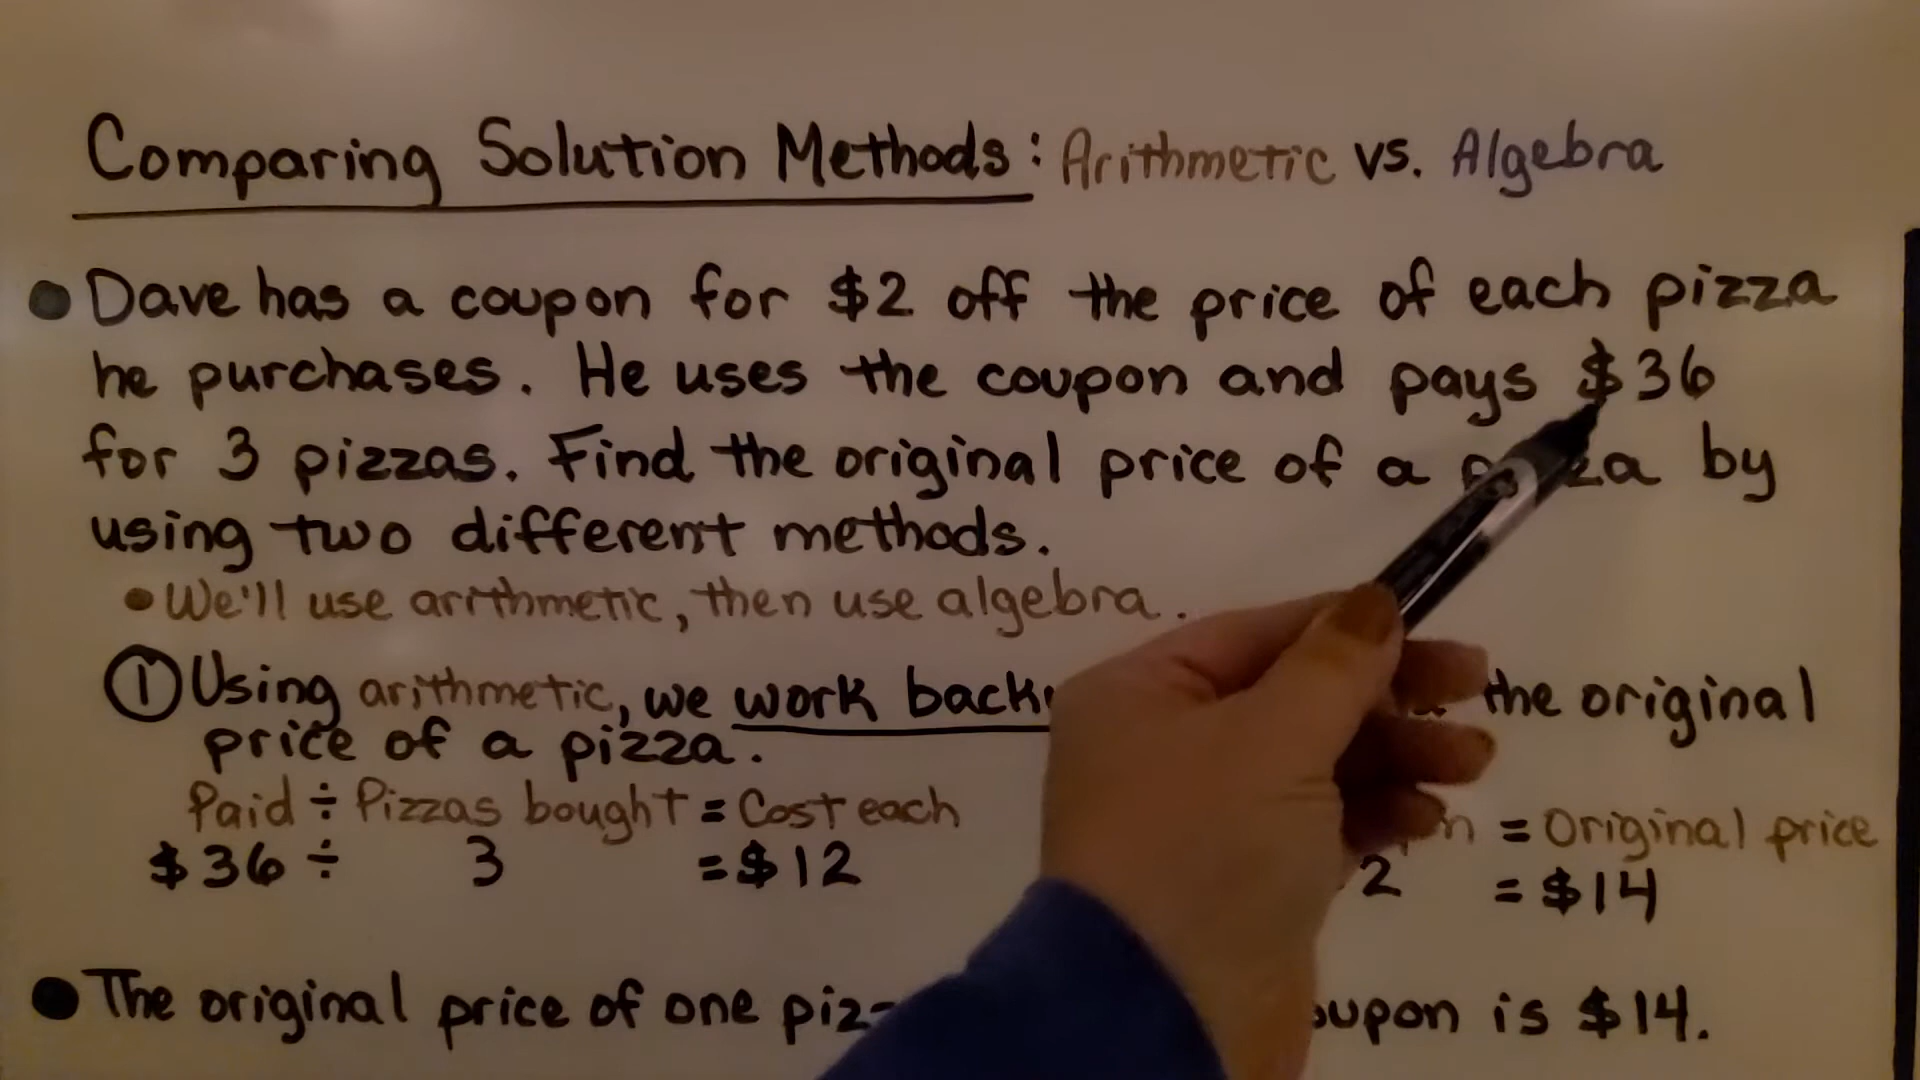 Comparing Solution Methods: Arithmetic vs. Algebra
Dave has a coupon for $2 off the price of each pizza
he purchases. He uses the coupon and pays $36
for 3 pizzas. Find the original price of a by
using two different methods.
We'll use arithmetic, then use algebra.
① Using arithmetic, we work the original
price of a pizza.
Paid ÷ Pizzas bought = Cost each = Original price
$36 ÷ 3 = $12 2 = $14
The original price of one is $14.